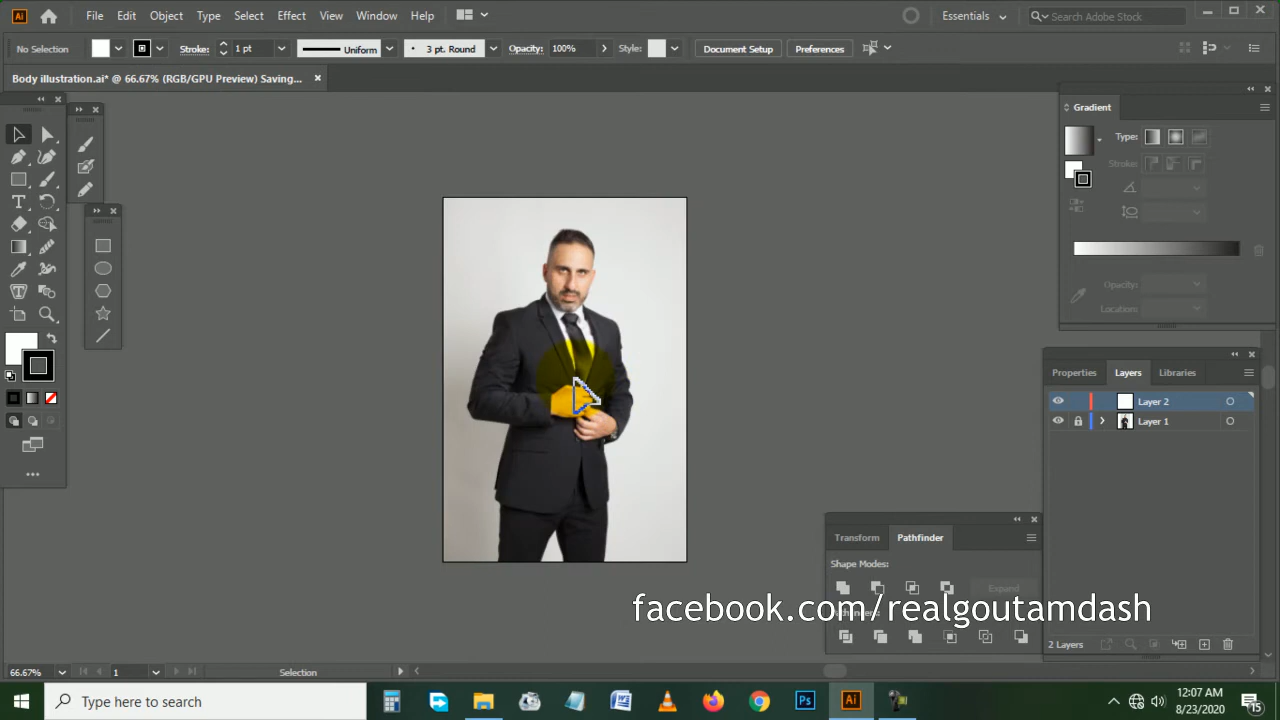 Ai File Edit Object Type Select Effect View Window Help Essentials Search Adobe Stock
No Selection Stroke: 1 pt Uniform 3 pt. Round Opacity: 100% Style: Document Setup Preferences
Body illustration.ai* @ 66.67% (RGB/GPU Preview) Saving...
Gradient
Type:
Stroke:
Opacity:
Location:
Properties Layers Libraries
Layer 2
Layer 1
Transform Pathfinder
Shape Modes:
Expand
facebook.com/realgoutamdash
2 Layers
66.67% 1 Selection
Type here to search
Ps Ai
12:07 AM
8/23/2020
15